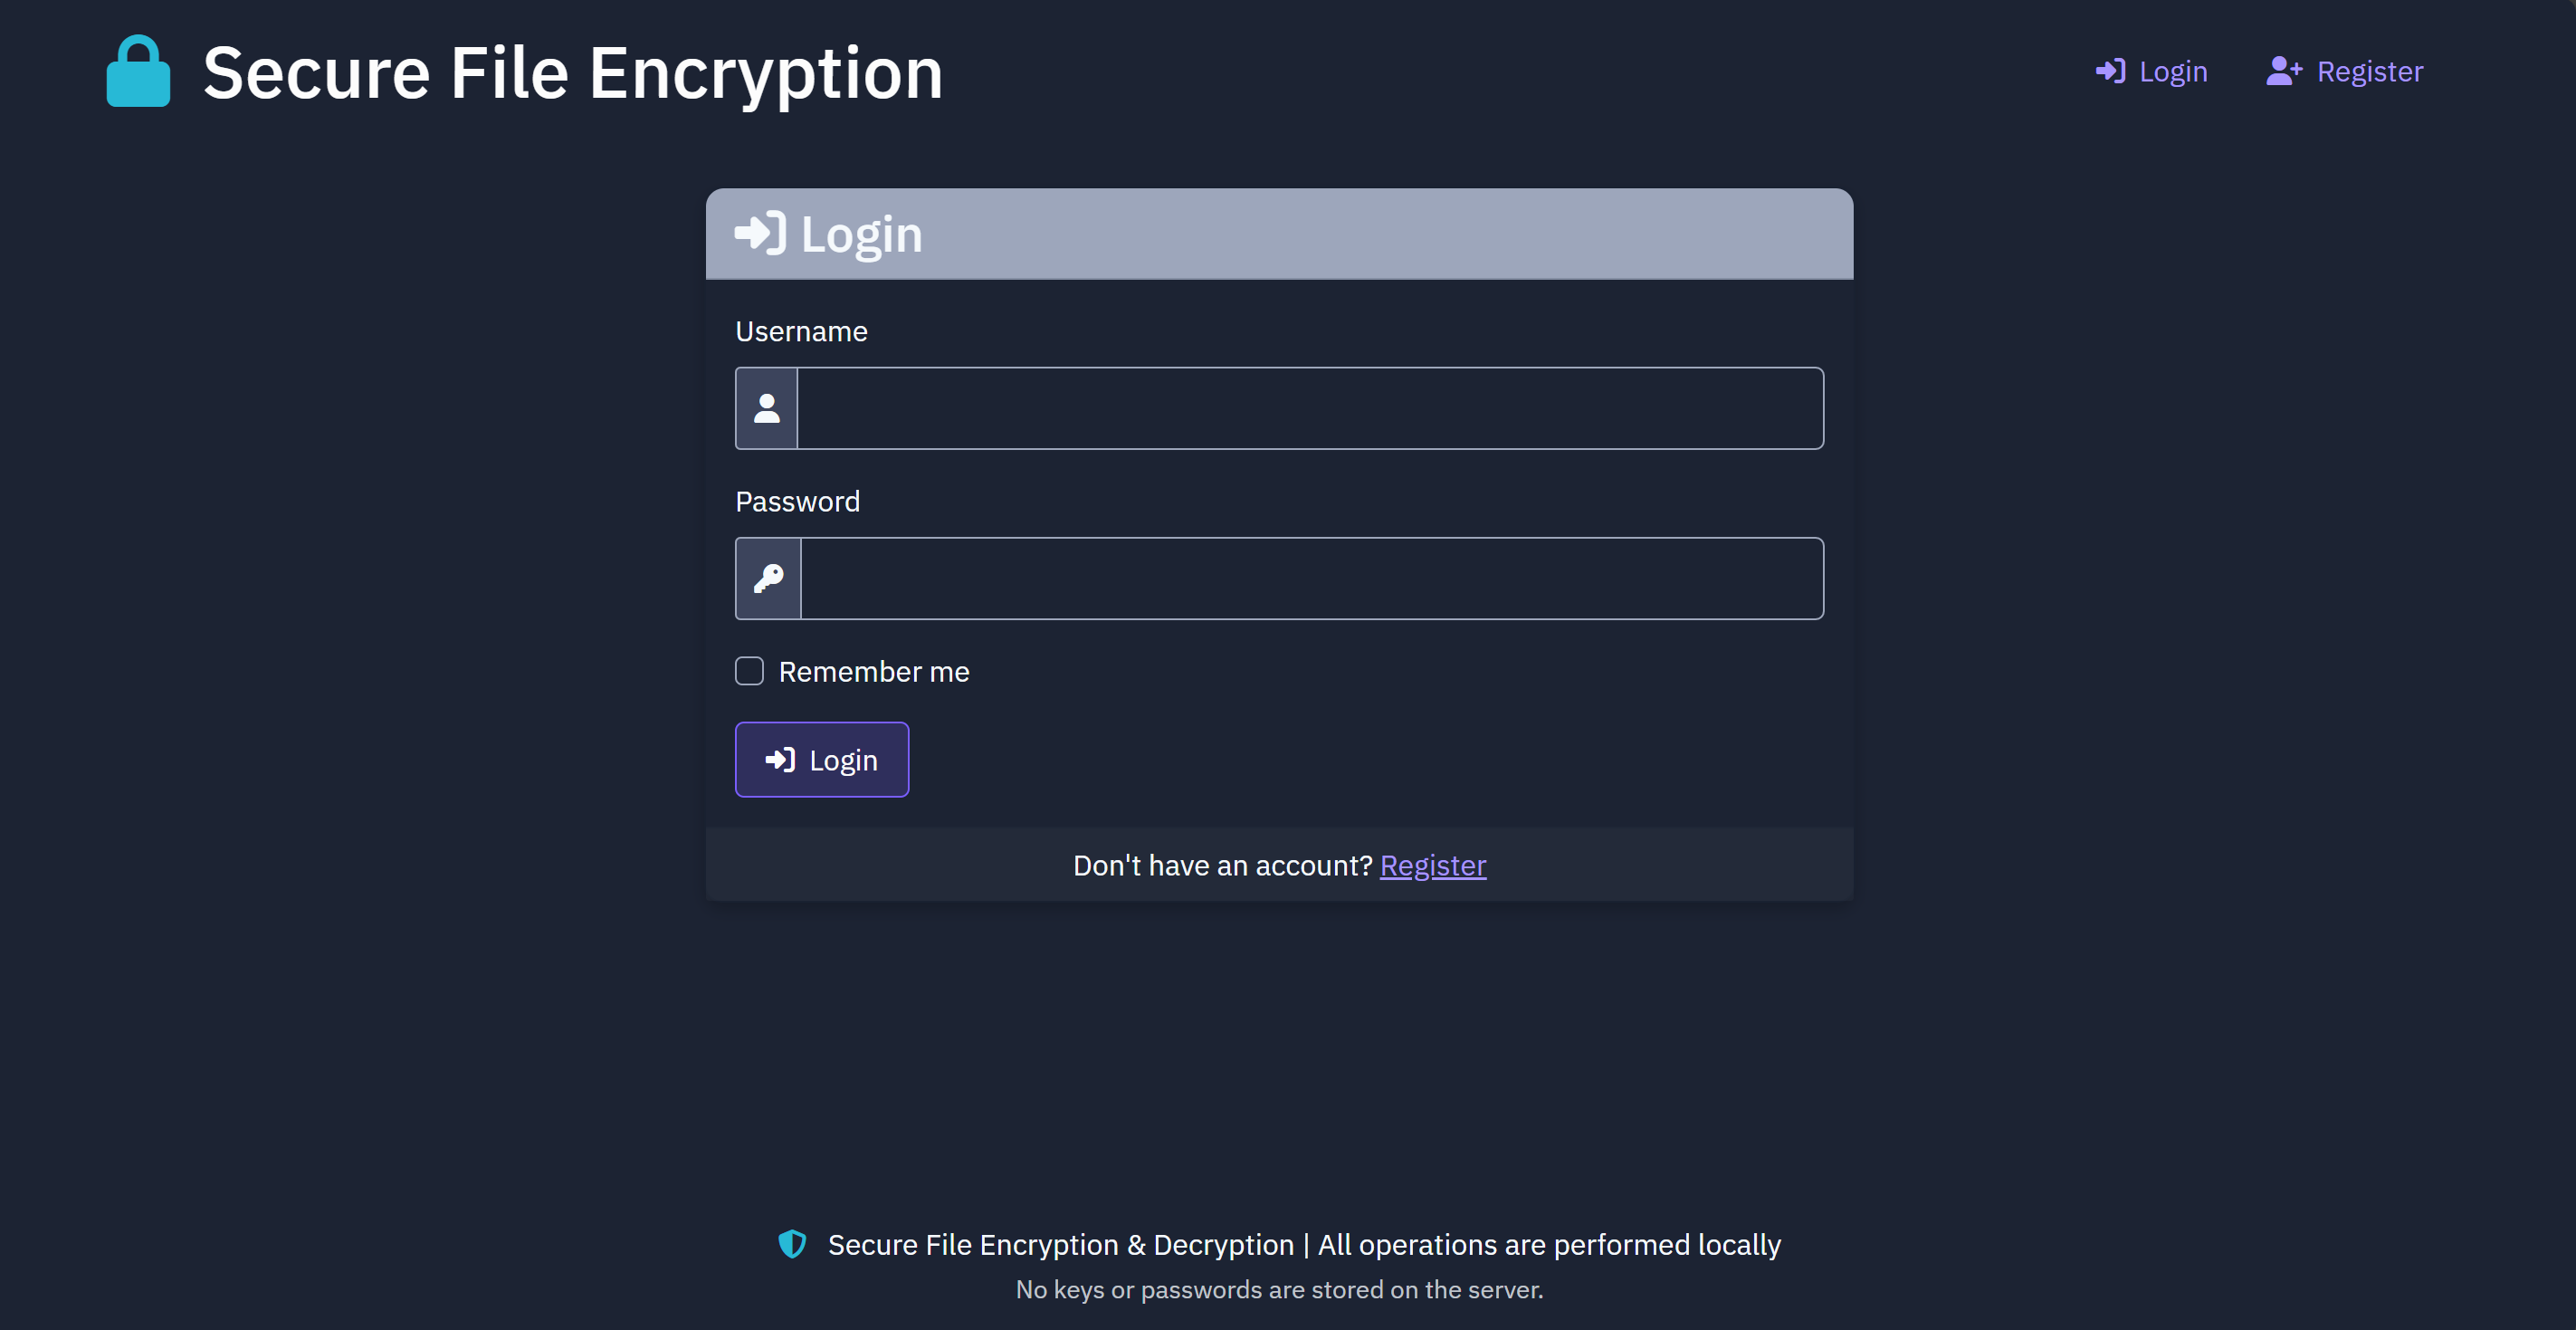 Secure File Encryption
Login
Register
Login
Username
Password
Remember me
Login
Don't have an account? Register
Secure File Encryption & Decryption | All operations are performed locally
No keys or passwords are stored on the server.